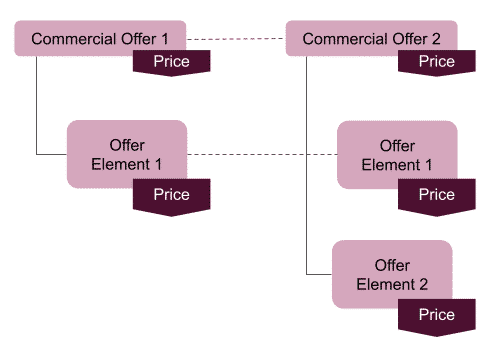 Commercial Offer 1
Price
Commercial Offer 2
Price
Offer
Element 1
Price
Offer
Element 1
Price
Offer
Element 2
Price